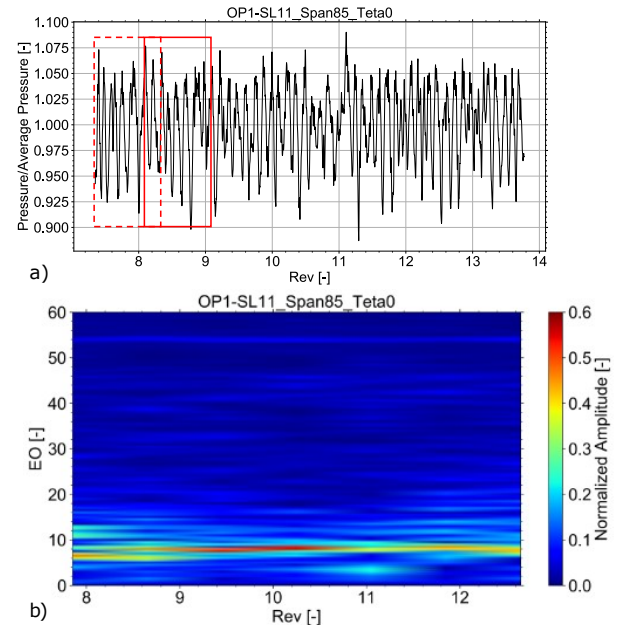 OP1-SL11_Span85_Teta0
1.100
1.075
1.050
1.025
1.000
0.975
0.950
0.925
0.900
Pressure/Average Pressure [-]
8 9 10 11 12 13 14
Rev [-]
a)
OP1-SL11_Span85_Teta0
60
50
40
30
20
10
0
EO [-]
8 9 10 11 12
Rev [-]
0.6
0.5
0.4
0.3
0.2
0.1
0.0
Normalized Amplitude [-]
b)